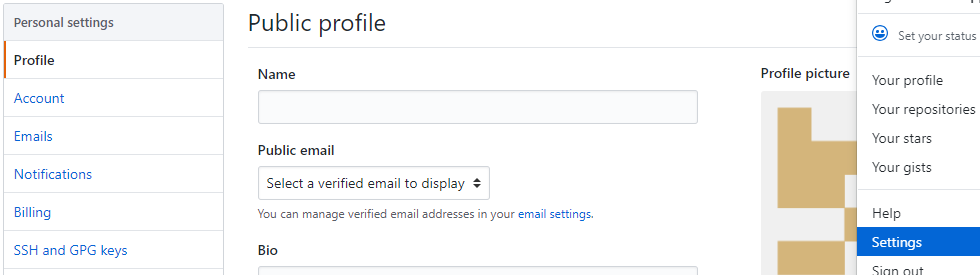 Personal settings
Profile
Account
Emails
Notifications
Billing
SSH and GPG keys
Public profile
Name
Public email
Select a verified email to display
You can manage verified email addresses in your email settings.
Bio
Profile picture
Set your status
Your profile
Your repositories
Your stars
Your gists
Help
Settings
Sign out